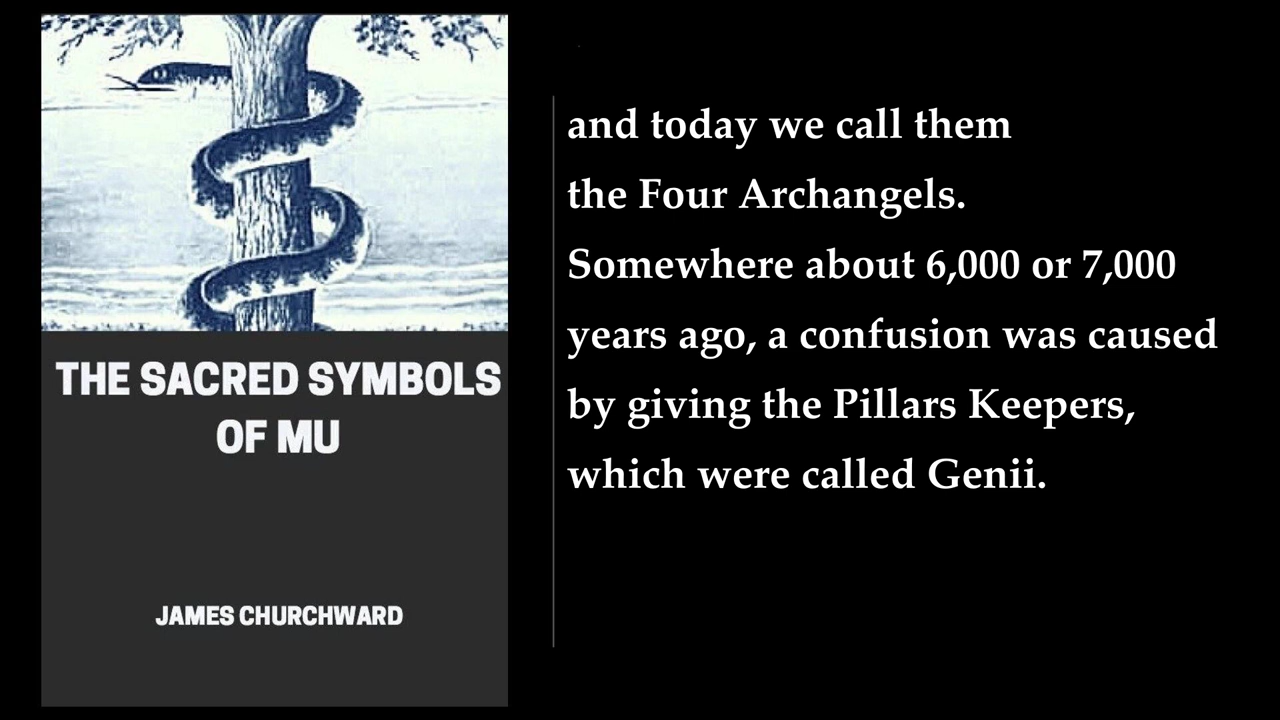 THE SACRED SYMBOLS
OF MU
JAMES CHURCHWARD
and today we call them
the Four Archangels.
Somewhere about 6,000 or 7,000
years ago, a confusion was caused
by giving the Pillars Keepers,
which were called Genii.